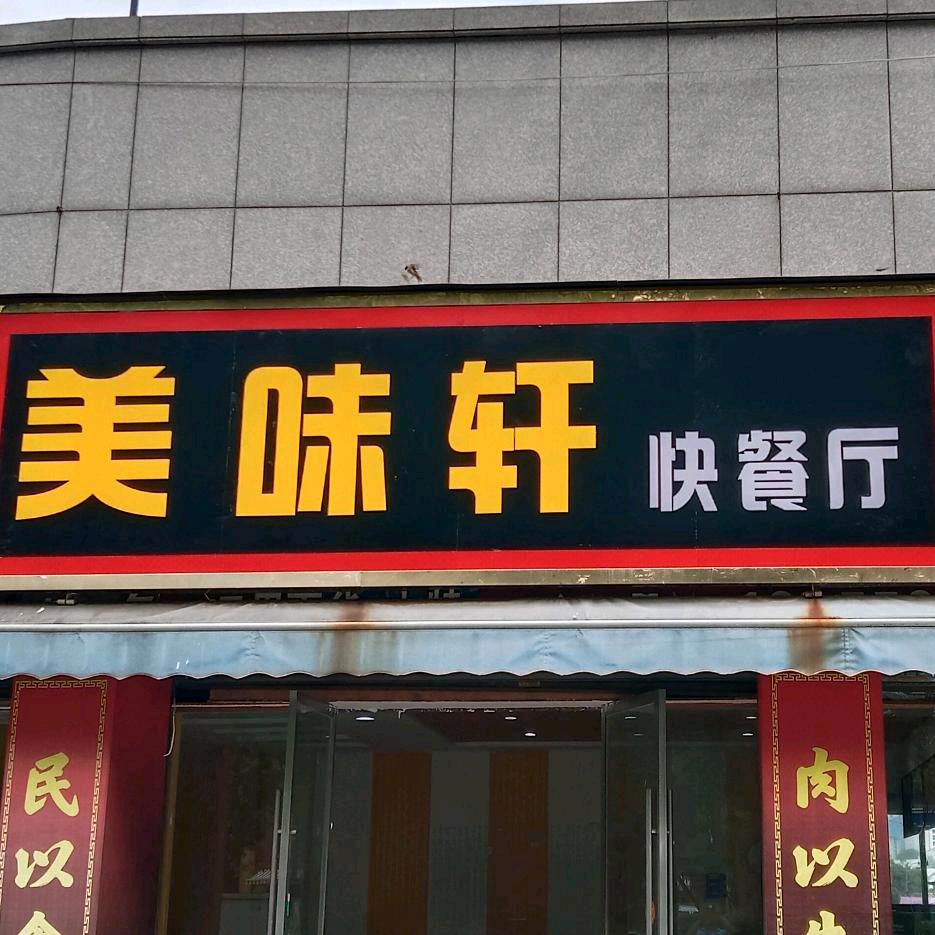 美味轩 快餐厅
民以
肉以